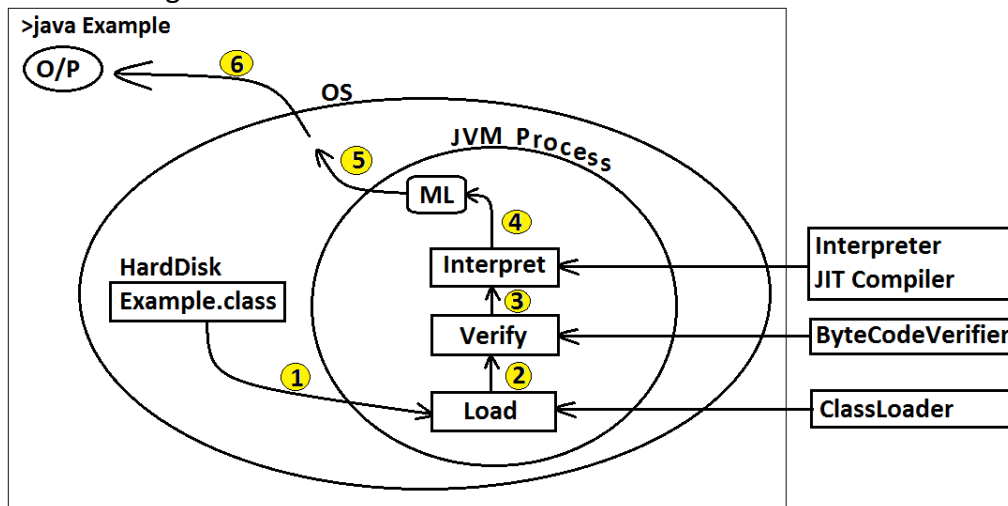 >java Example
O/P
6
OS
JVM Process
5
ML
4
Interpret
Interpreter
JIT Compiler
HardDisk
Example.class
3
Verify
ByteCodeVerifier
1
2
Load
ClassLoader